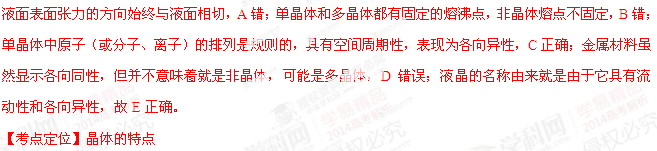 液面表面张力的方向始终与液面相切，A 错；单晶体和多晶体都有固定的熔沸点，非晶体熔点不固定，B 错；
单晶体中原子（或分子、离子）的排列是规则的，具有空间周期性，表现为各向异性，C 正确；金属材料虽
然显示各向同性，但并不意味着就是非晶体，可能是多晶体，D 错误；液晶的名称由来就是由于它具有流
动性和各向异性，故 E 正确。
【考点定位】晶体的特点